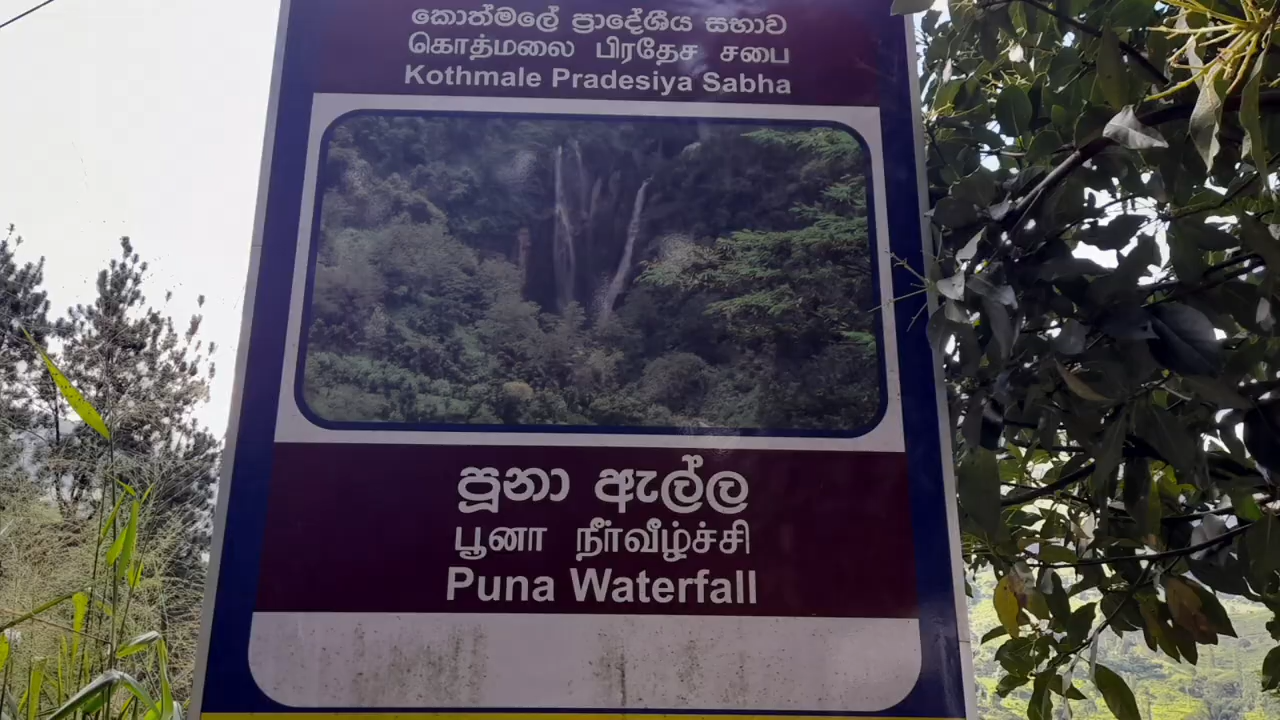 කොත්මලේ ප්‍රාදේශීය සභාව
கொத்மலை பிரதேச சபை
Kothmale Pradesiya Sabha
පූනා ඇල්ල
பூனா நீர்வீழ்ச்சி
Puna Waterfall